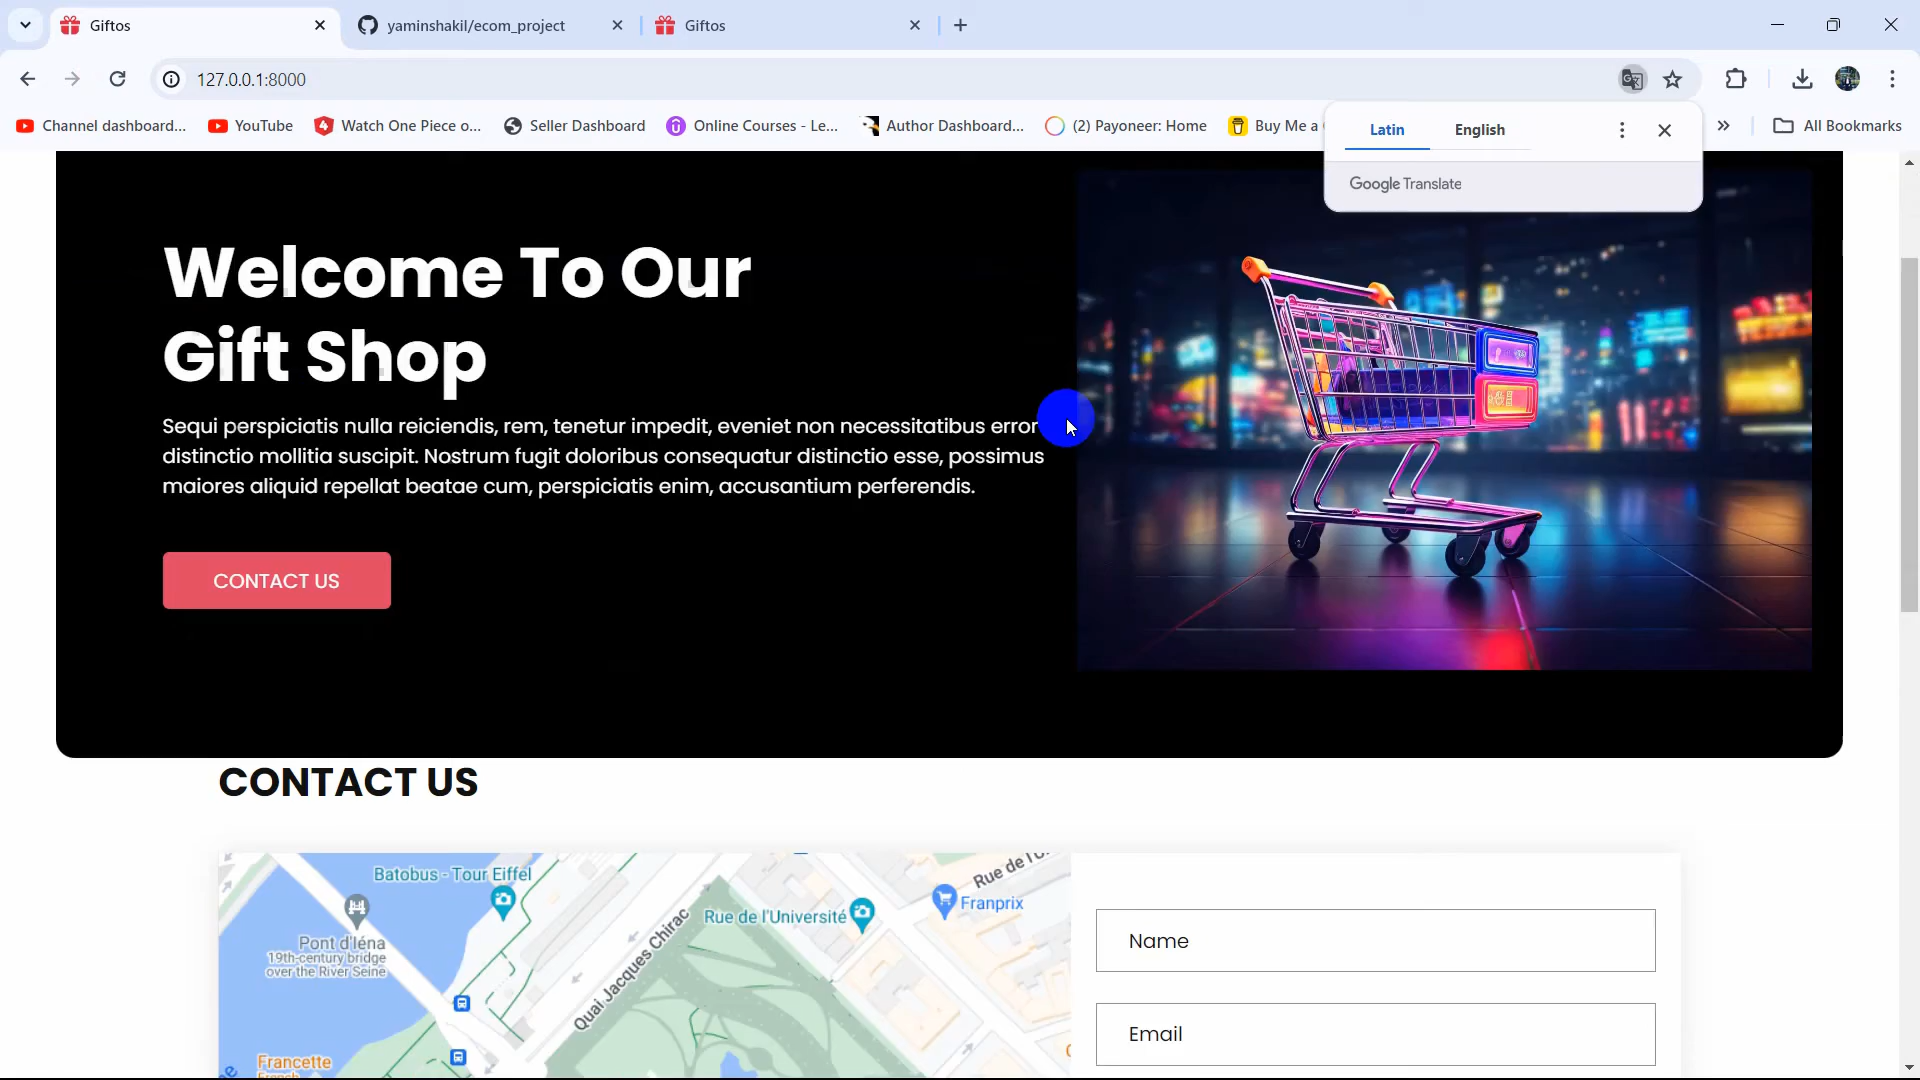 Giftos
yaminshakil/ecom_project
Giftos
127.0.0.1:8000
Channel dashboard...
YouTube
Watch One Piece o...
Seller Dashboard
Online Courses - Le...
Author Dashboard...
(2) Payoneer: Home
Buy Me a
All Bookmarks
Latin
English
Google Translate
Welcome To Our
Gift Shop
Sequi perspiciatis nulla reiciendis, rem, tenetur impedit, eveniet non necessitatibus error
distinctio mollitia suscipit. Nostrum fugit doloribus consequatur distinctio esse, possimus
maiores aliquid repellat beatae cum, perspiciatis enim, accusantium perferendis.
CONTACT US
CONTACT US
Batobus - Tour Eiffel
Rue de l'Université
Franprix
Pont d'Iéna
19th-century bridge
over the River Seine
Quai Jacques Chirac
Francette
Name
Email